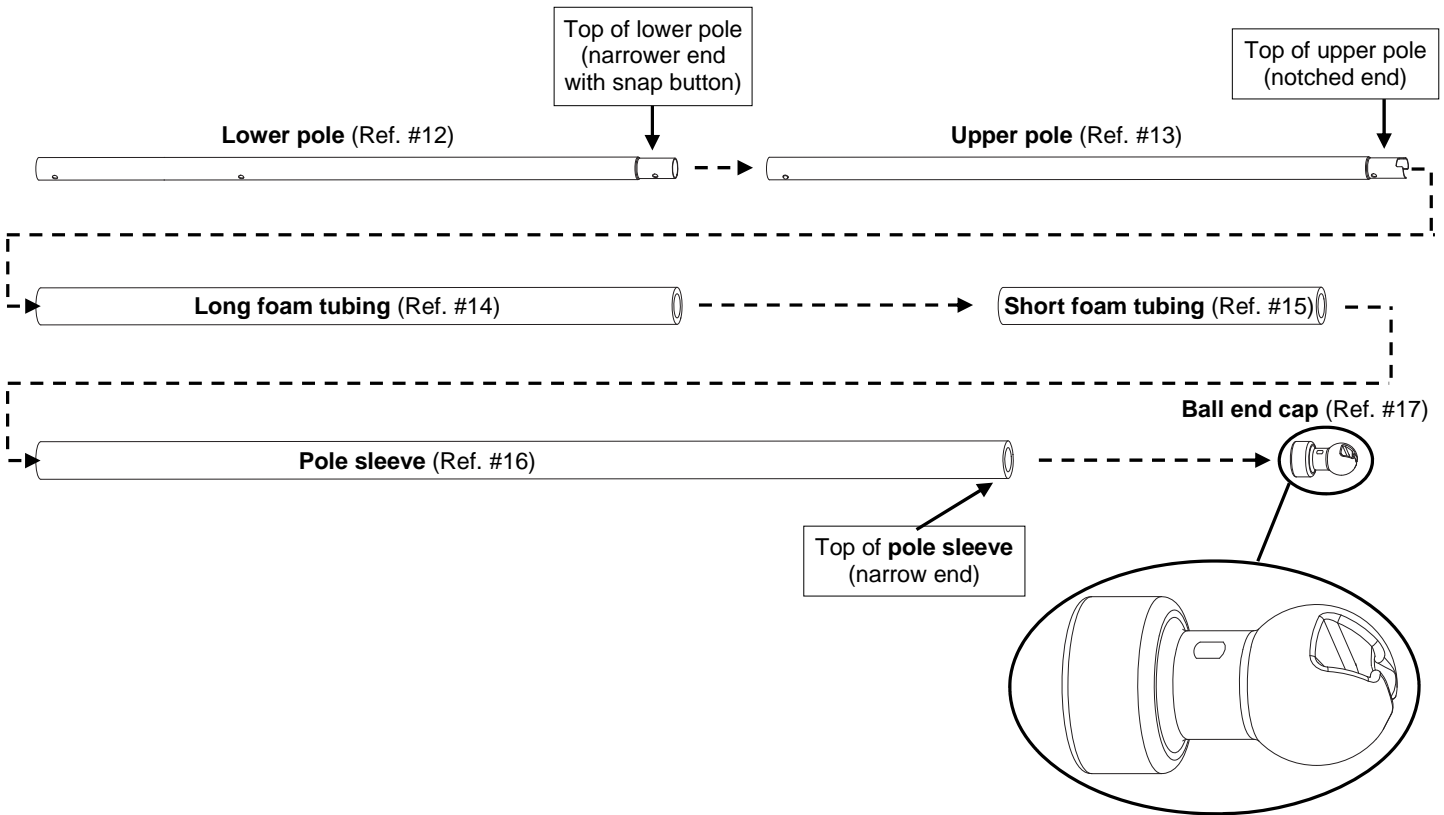 Top of lower pole
(narrower end
with snap button)
Top of upper pole
(notched end)
Lower pole (Ref. #12)
Upper pole (Ref. #13)
Long foam tubing (Ref. #14)
Short foam tubing (Ref. #15)
Ball end cap (Ref. #17)
Pole sleeve (Ref. #16)
Top of pole sleeve
(narrow end)